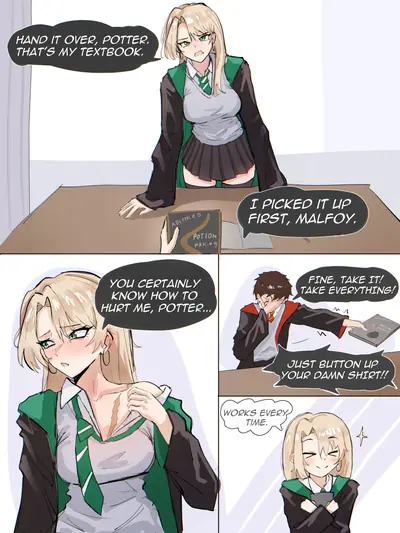 HAND IT OVER, POTTER.
THAT'S MY TEXTBOOK.
I PICKED IT UP
FIRST, MALFOY.
POTION
MAKING
YOU CERTAINLY
KNOW HOW TO
HURT ME, POTTER...
FINE, TAKE IT!
TAKE EVERYTHING!
JUST BUTTON UP
YOUR DAMN SHIRT!!
WORKS EVERY
TIME.